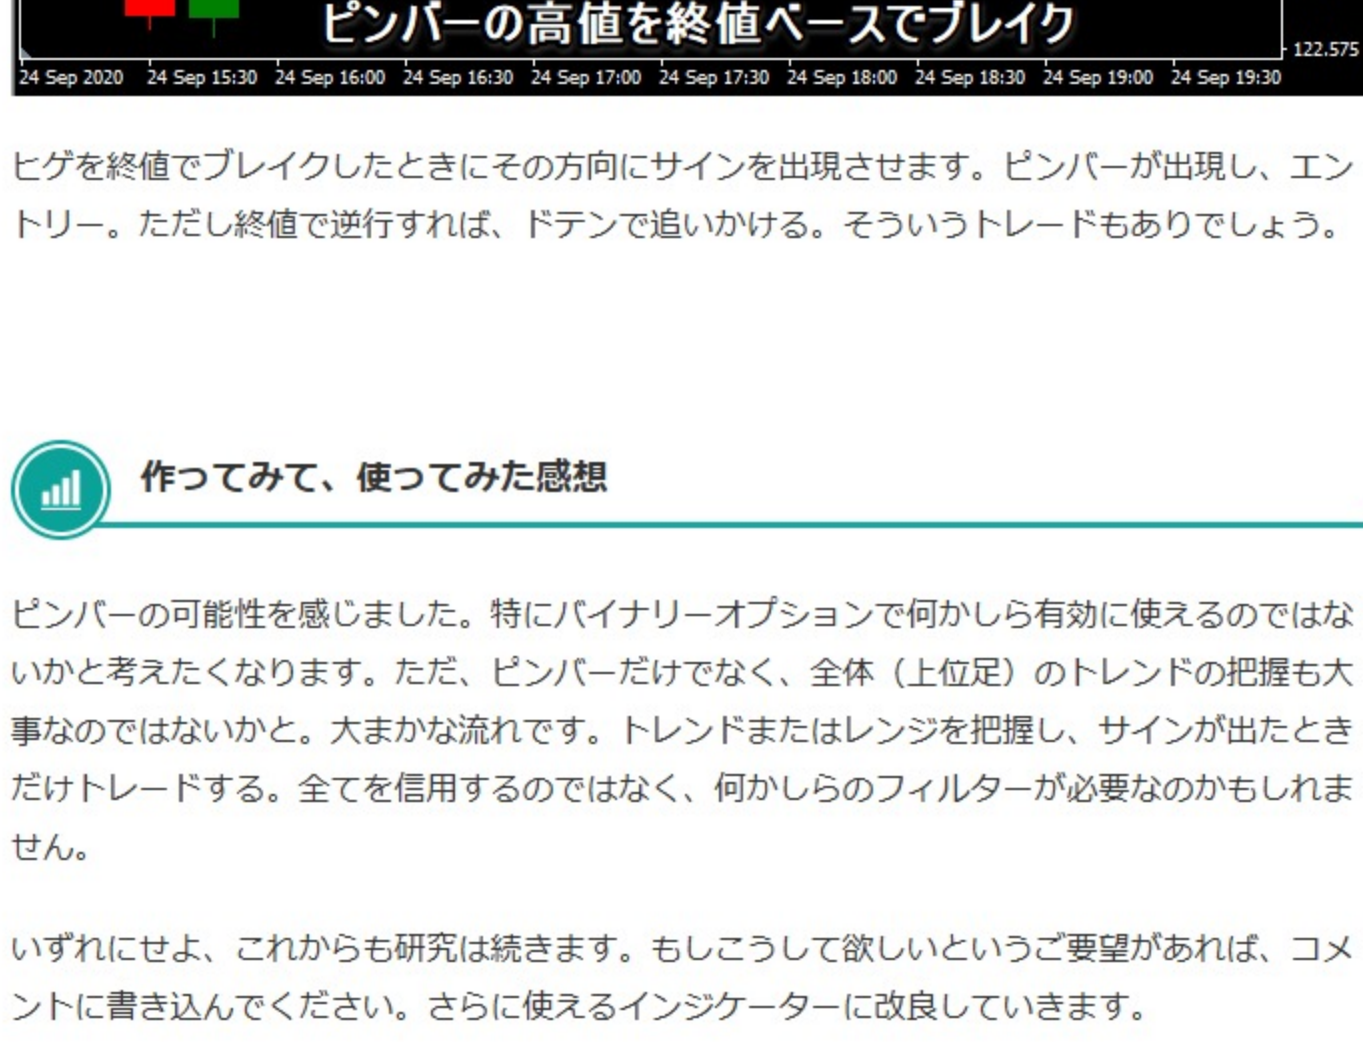 ピンバーの高値を終値ベースでブレイク
122.575
24 Sep 2020 24 Sep 15:30 24 Sep 16:00 24 Sep 16:30 24 Sep 17:00 24 Sep 17:30 24 Sep 18:00 24 Sep 18:30 24 Sep 19:00 24 Sep 19:30
ヒゲを終値でブレイクしたときにその方向にサインを出現させます。ピンバーが出現し、エン
トリー。ただし終値で逆行すれば、ドテンで追いかける。そういうトレードもありでしょう。
作ってみて、使ってみた感想
ピンバーの可能性を感じました。特にバイナリーオプションで何かしら有効に使えるのではな
いかと考えたくなります。ただ、ピンバーだけでなく、全体（上位足）のトレンドの把握も大
事なのではないかと。大まかな流れです。トレンドまたはレンジを把握し、サインが出たとき
だけトレードする。全てを信用するのではなく、何かしらのフィルターが必要なのかもしれま
せん。
いずれにせよ、これからも研究は続きます。もしこうして欲しいというご要望があれば、コメ
ントに書き込んでください。さらに使えるインジケーターに改良していきます。